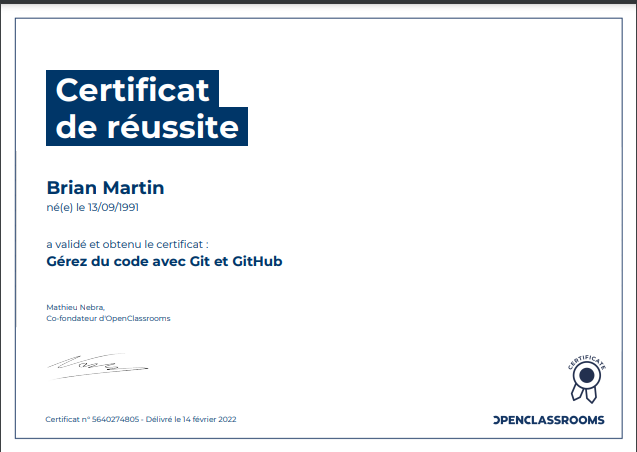 Certificat
de réussite
Brian Martin
né(e) le 13/09/1991
a validé et obtenu le certificat :
Gérez du code avec Git et GitHub
Mathieu Nebra,
Co-fondateur d'OpenClassrooms
CERTIFICATE
Certificat n° 5640274805 - Délivré le 14 février 2022
OPENCLASSROOMS